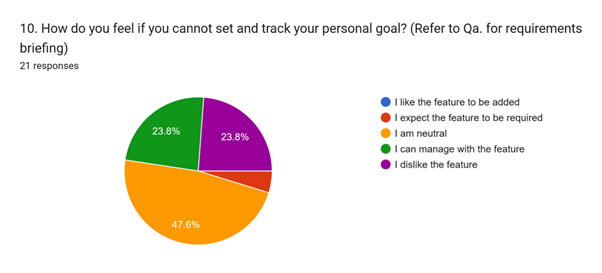 10. How do you feel if you cannot set and track your personal goal? (Refer to Qa. for requirements
briefing)
21 responses
23.8%
23.8%
47.6%
I like the feature to be added
I expect the feature to be required
I am neutral
I can manage with the feature
I dislike the feature